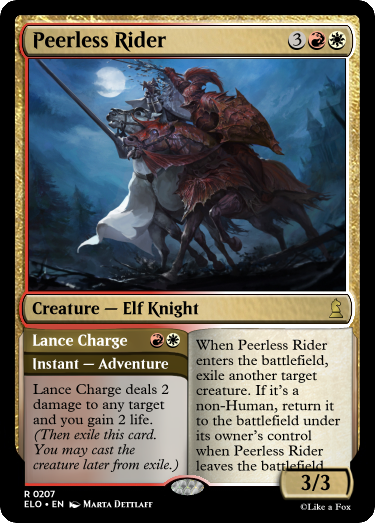 Peerless Rider 3
Creature — Elf Knight
Lance Charge
Instant — Adventure
Lance Charge deals 2
damage to any target
and you gain 2 life.
(Then exile this card.
You may cast the
creature later from exile.)
When Peerless Rider
enters the battlefield,
exile another target
creature. If it's a
non-Human, return it
to the battlefield under
its owner's control
when Peerless Rider
leaves the battlefield.
3/3
R 0207
ELO • EN Marta Dettlaff
©Like a Fox